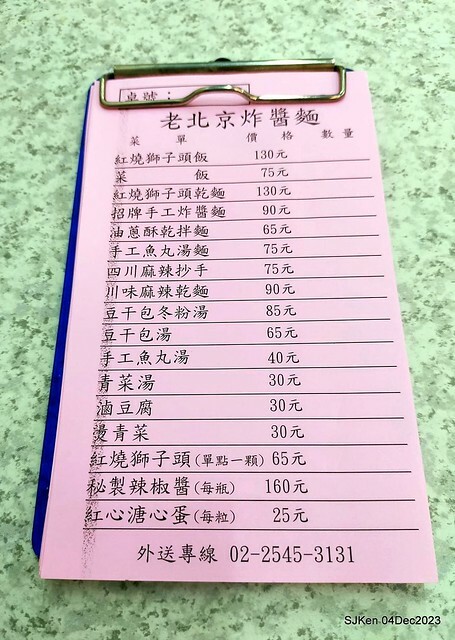 桌號：
老北京炸醬麵
菜單 價格 數量
紅燒獅子頭飯 130元
菜飯 75元
紅燒獅子頭乾麵 130元
招牌手工炸醬麵 90元
油蔥酥乾拌麵 65元
手工魚丸湯麵 75元
四川麻辣抄手 75元
川味麻辣乾麵 90元
豆干包冬粉湯 85元
豆干包湯 65元
手工魚丸湯 40元
青菜湯 30元
滷豆腐 30元
燙青菜 30元
紅燒獅子頭(單點一顆) 65元
秘製辣椒醬(每瓶) 160元
紅心溏心蛋(每粒) 25元
外送專線 02-2545-3131
SJKen 04Dec2023